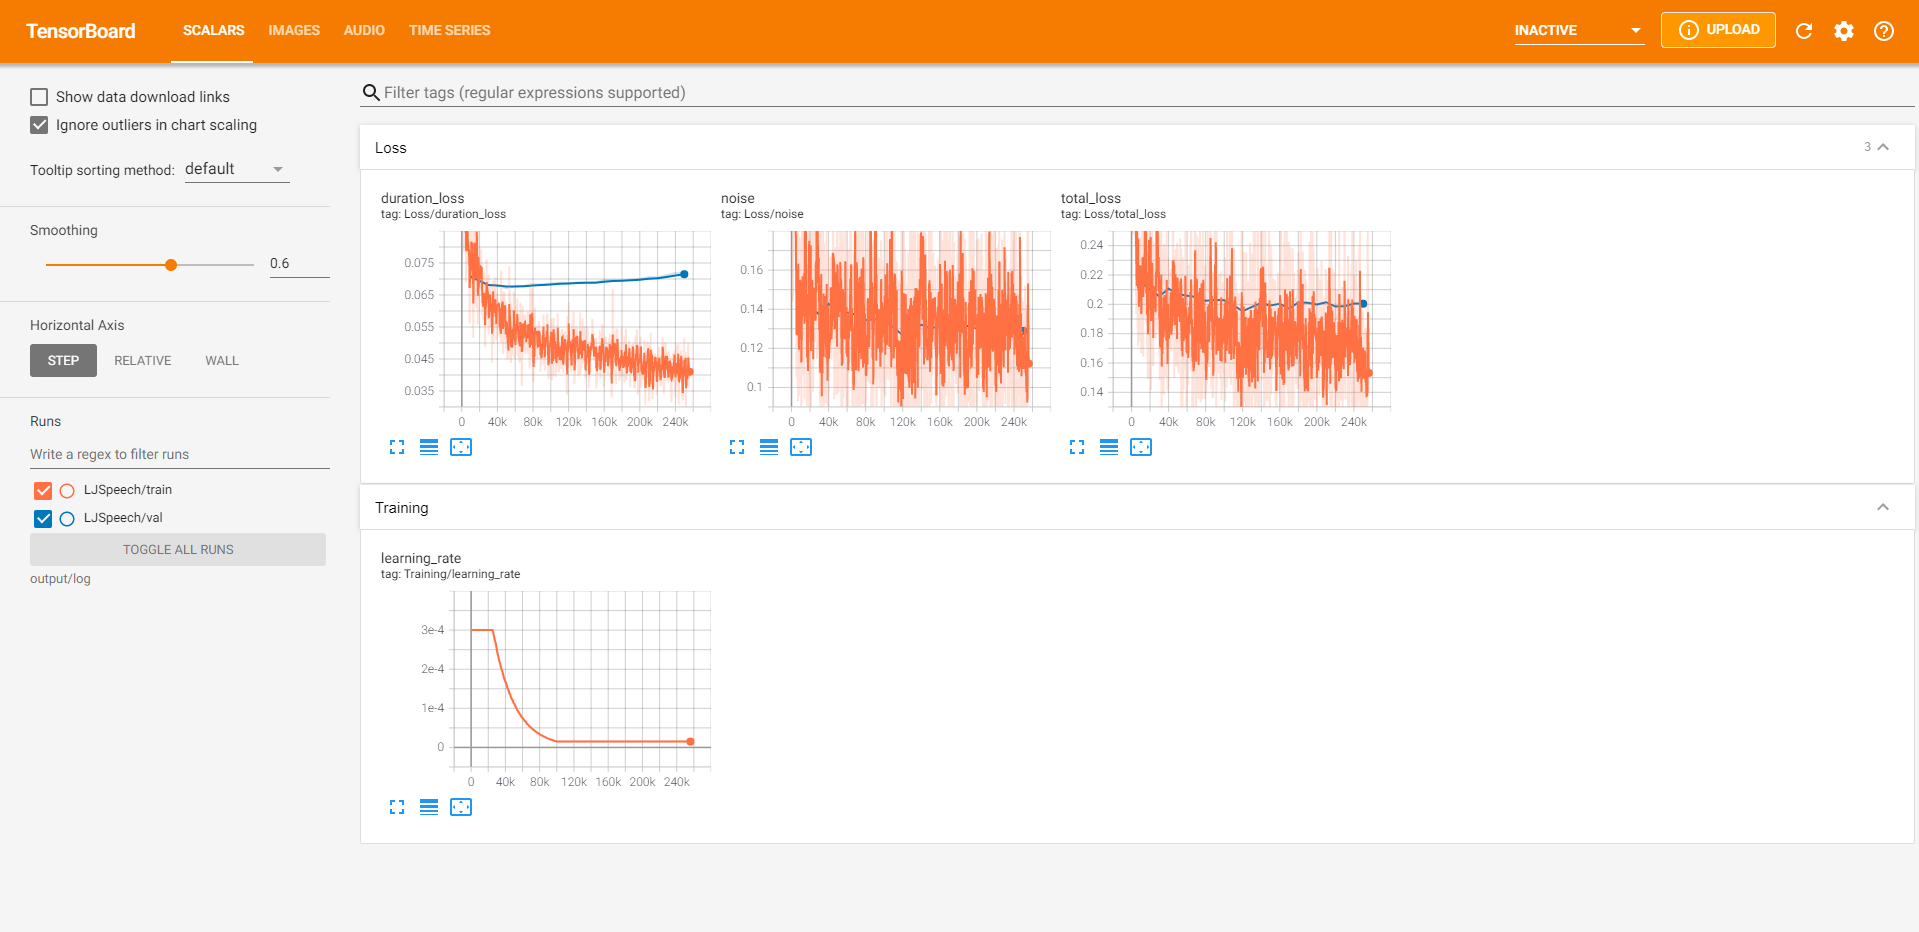 TensorBoard SCALARS IMAGES AUDIO TIME SERIES INACTIVE UPLOAD
Show data download links
Ignore outliers in chart scaling
Tooltip sorting method: default
Smoothing
0.6
Horizontal Axis
STEP RELATIVE WALL
Runs
Write a regex to filter runs
LJSpeech/train
LJSpeech/val
TOGGLE ALL RUNS
output/log
Filter tags (regular expressions supported)
Loss 3
duration_loss
tag: Loss/duration_loss
0.075
0.065
0.055
0.045
0.035
0 40k 80k 120k 160k 200k 240k
noise
tag: Loss/noise
0.16
0.14
0.12
0.1
0 40k 80k 120k 160k 200k 240k
total_loss
tag: Loss/total_loss
0.24
0.22
0.2
0.18
0.16
0.14
0 40k 80k 120k 160k 200k 240k
Training
learning_rate
tag: Training/learning_rate
3e-4
2e-4
1e-4
0
0 40k 80k 120k 160k 200k 240k